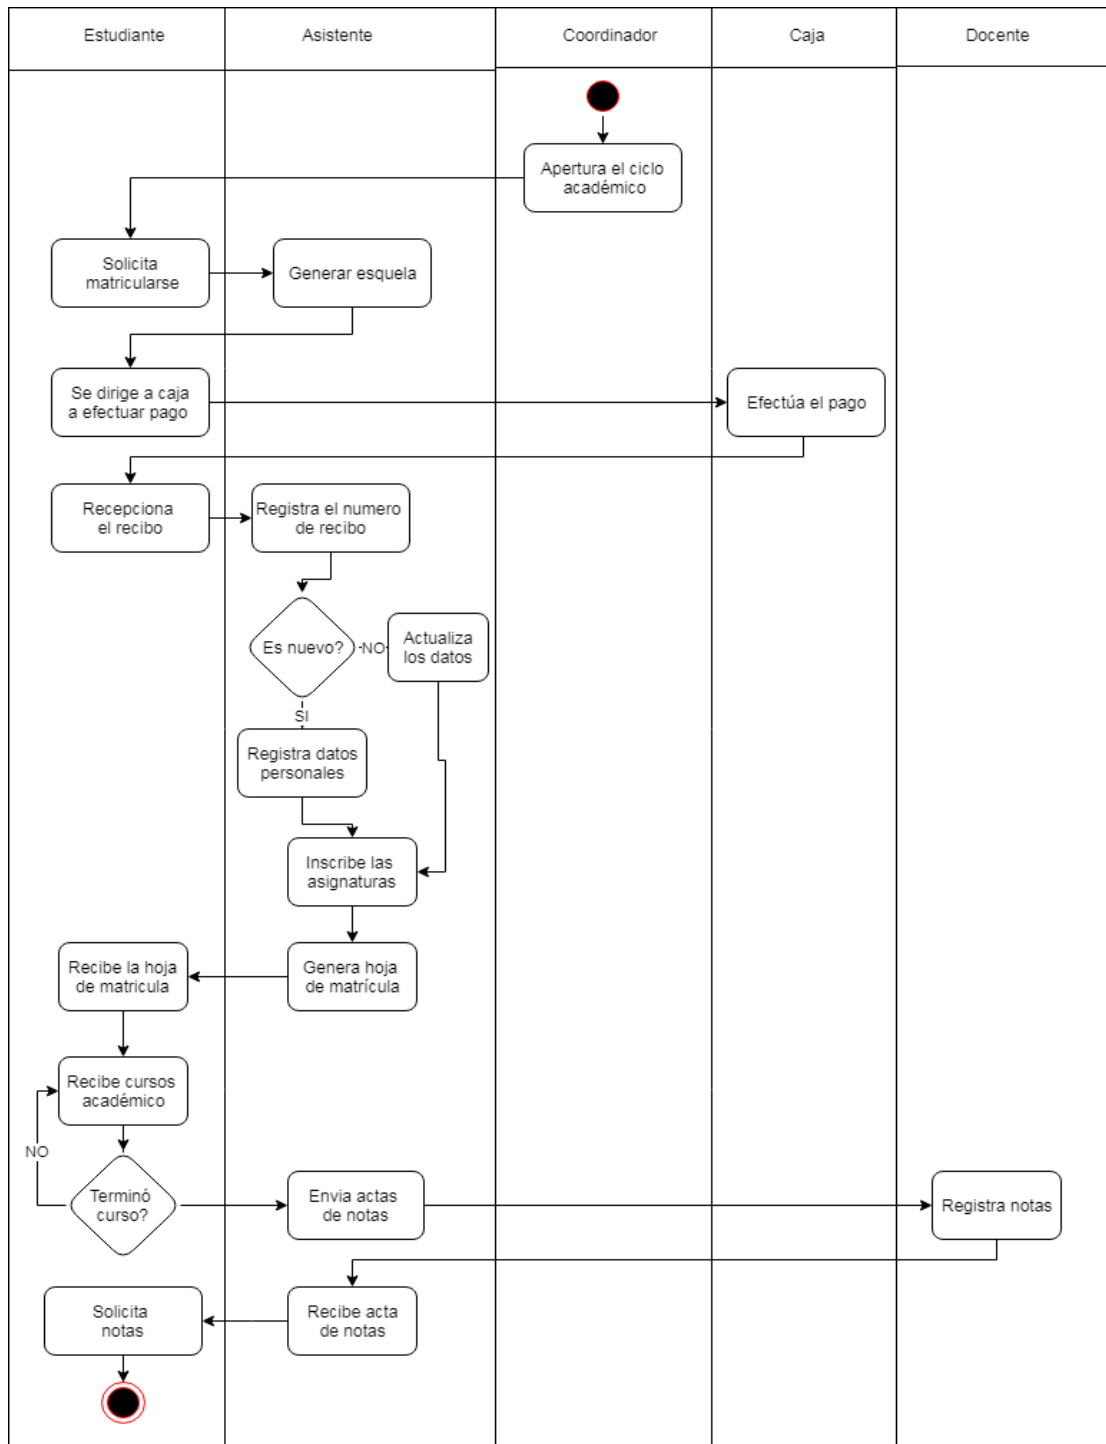 Estudiante
Asistente
Coordinador
Caja
Docente
Apertura el ciclo
académico
Solicita
matricularse
Generar esquela
Se dirige a caja
a efectuar pago
Efectúa el pago
Recepciona
el recibo
Registra el numero
de recibo
Es nuevo?
NO
Actualiza
los datos
SI
Registra datos
personales
Inscribe las
asignaturas
Recibe la hoja
de matricula
Genera hoja
de matrícula
Recibe cursos
académico
NO
Terminó
curso?
Envia actas
de notas
Registra notas
Solicita
notas
Recibe acta
de notas